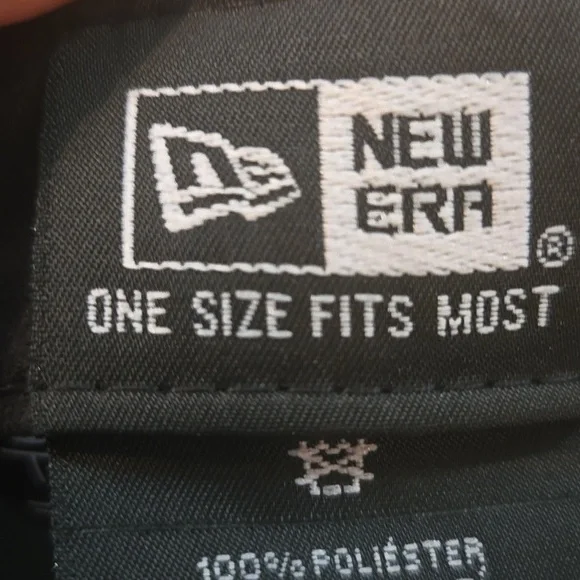 NEW
ERA
®
ONE SIZE FITS MOST
100% POLIÉSTER